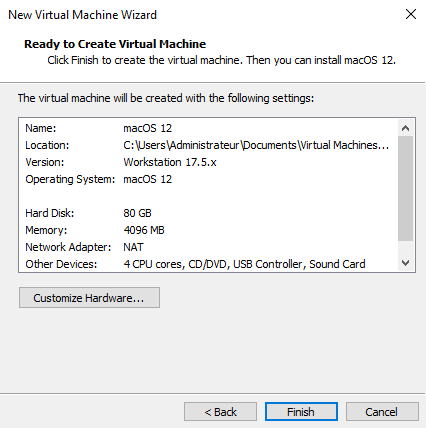 New Virtual Machine Wizard
Ready to Create Virtual Machine
Click Finish to create the virtual machine. Then you can install macOS 12.
The virtual machine will be created with the following settings:
Name: macOS 12
Location: C:\Users\Administrateur\Documents\Virtual Machines...
Version: Workstation 17.5.x
Operating System: macOS 12
Hard Disk: 80 GB
Memory: 4096 MB
Network Adapter: NAT
Other Devices: 4 CPU cores, CD/DVD, USB Controller, Sound Card
Customize Hardware...
< Back Finish Cancel